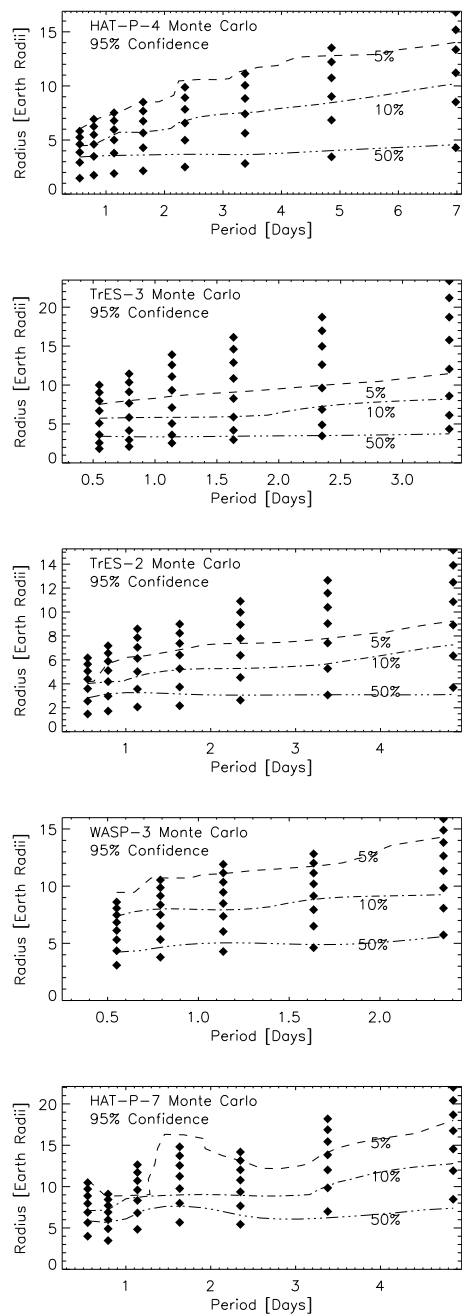 HAT-P-4 Monte Carlo
95% Confidence
5%
10%
50%
Radius [Earth Radii]
15
10
5
0
1 2 3 4 5 6 7
Period [Days]
TrES-3 Monte Carlo
95% Confidence
5%
10%
50%
Radius [Earth Radii]
20
15
10
5
0
0.5 1.0 1.5 2.0 2.5 3.0
Period [Days]
TrES-2 Monte Carlo
95% Confidence
5%
10%
50%
Radius [Earth Radii]
14
12
10
8
6
4
2
0
1 2 3 4
Period [Days]
WASP-3 Monte Carlo
95% Confidence
5%
10%
50%
Radius [Earth Radii]
15
10
5
0
0.5 1.0 1.5 2.0
Period [Days]
HAT-P-7 Monte Carlo
95% Confidence
5%
10%
50%
Radius [Earth Radii]
20
15
10
5
0
1 2 3 4
Period [Days]